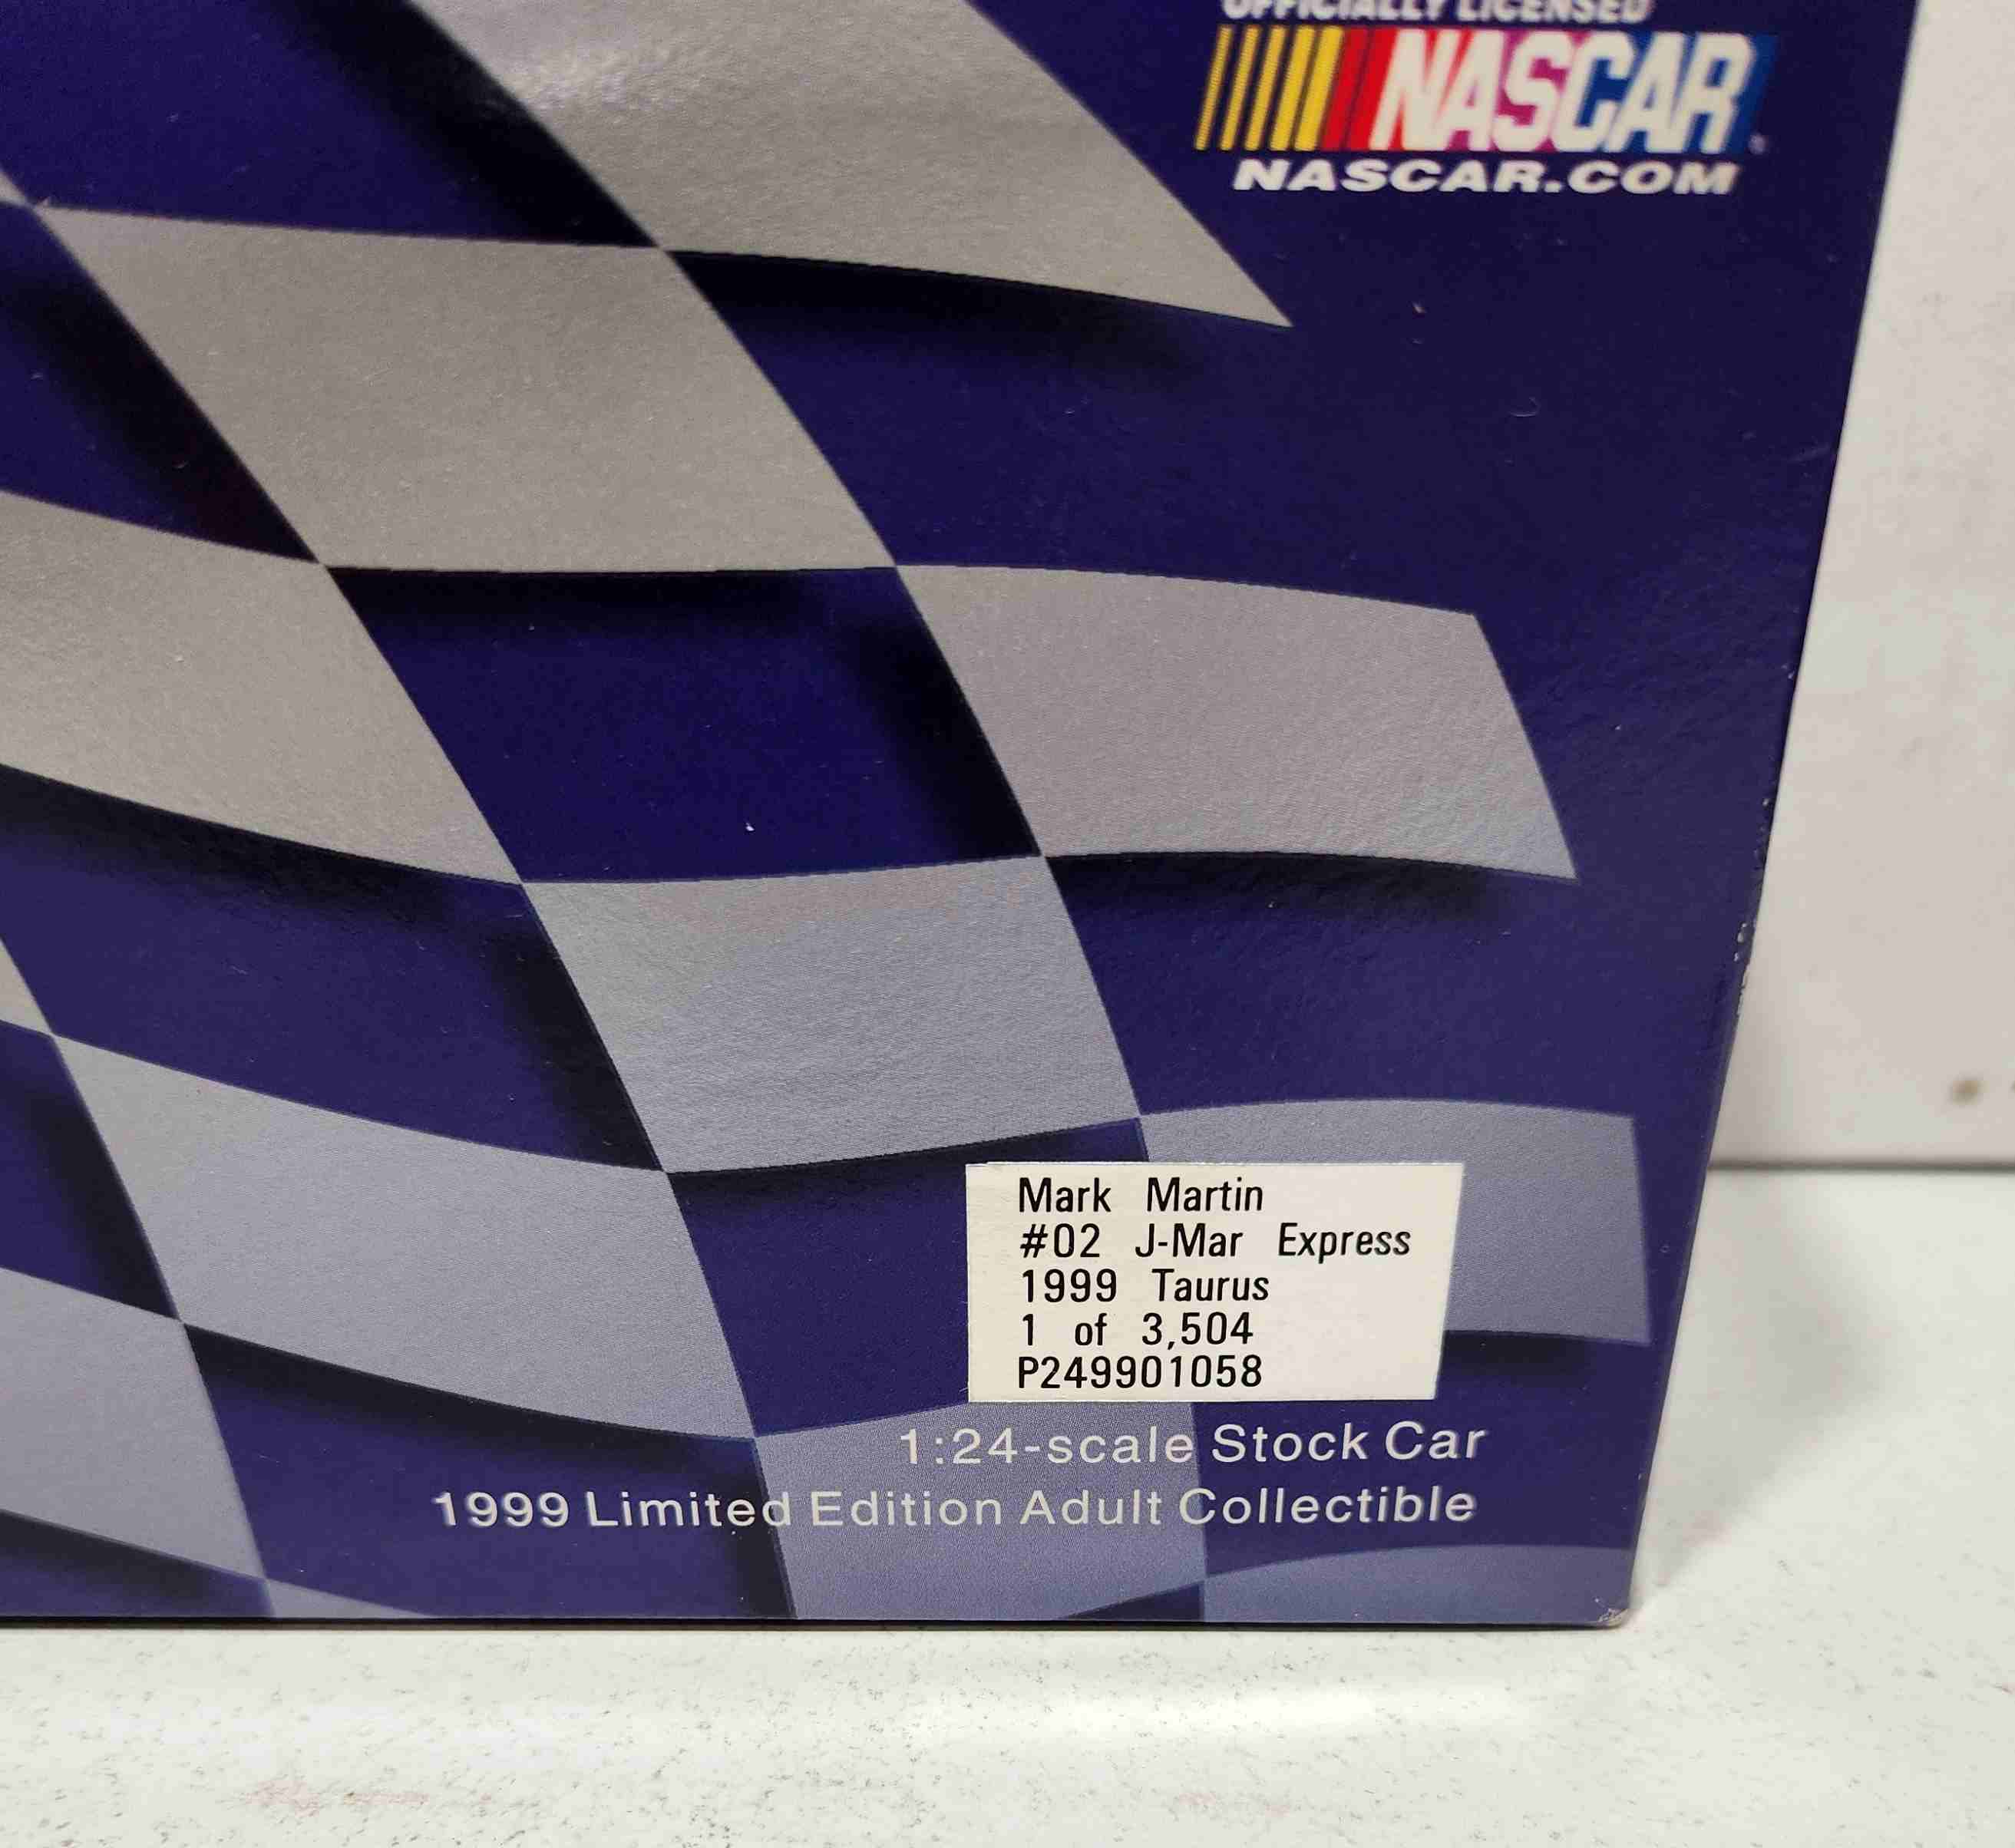 OFFICIALLY LICENSED
NASCAR
NASCAR.COM
Mark Martin
#02 J-Mar Express
1999 Taurus
1 of 3,504
P249901058
1:24-scale Stock Car
1999 Limited Edition Adult Collectible